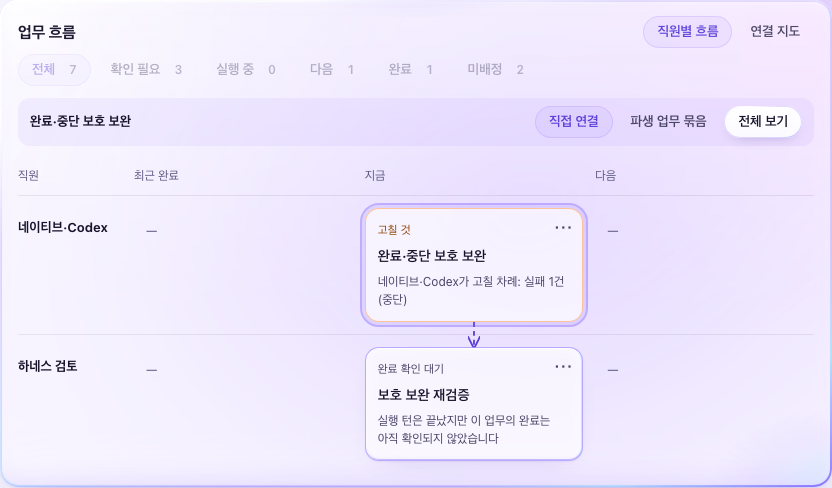 업무 흐름
직원별 흐름 연결 지도
전체 7 확인 필요 3 실행 중 0 다음 1 완료 1 미배정 2
완료·중단 보호 보완
직접 연결 파생 업무 묶음 전체 보기
직원 최근 완료 지금 다음
네이티브·Codex — —
고칠 것 ···
완료·중단 보호 보완
네이티브·Codex가 고칠 차례: 실패 1건
(중단)
하네스 검토 — —
완료 확인 대기 ···
보호 보완 재검증
실행 턴은 끝났지만 이 업무의 완료는
아직 확인되지 않았습니다